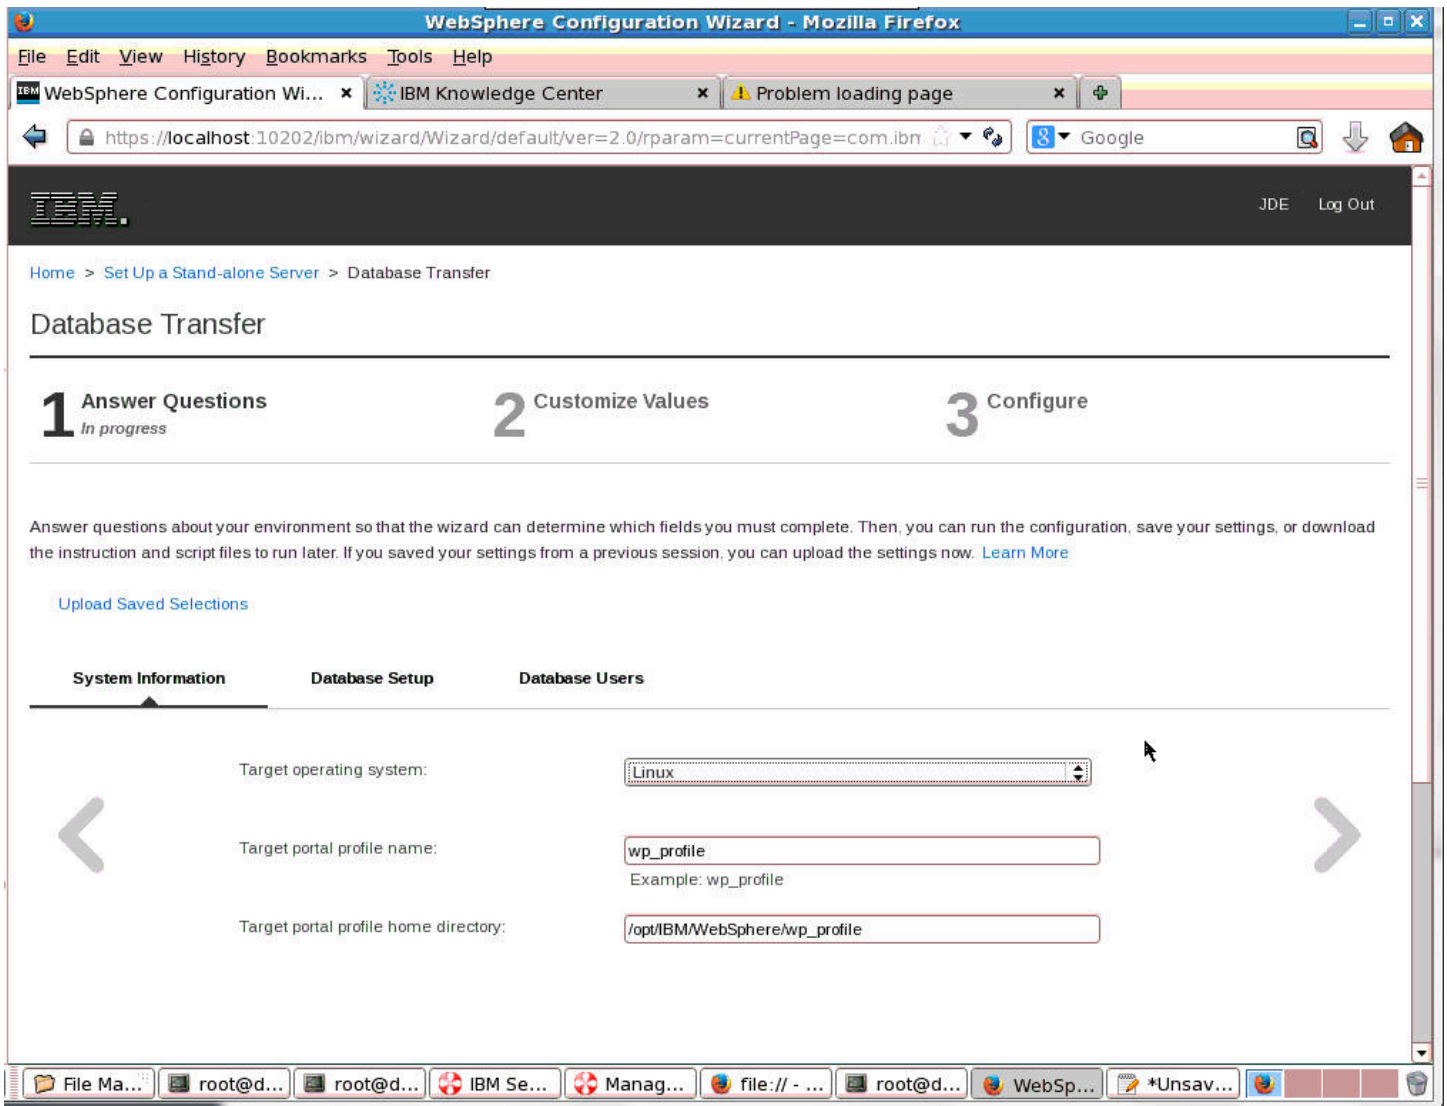 WebSphere Configuration Wizard - Mozilla Firefox
File Edit View History Bookmarks Tools Help
IBM WebSphere Configuration Wi... IBM Knowledge Center Problem loading page
https://localhost:10202/ibm/wizard/Wizard/default/ver=2.0/rparam=currentPage=com.ibm Google
IBM. JDE Log Out
Home > Set Up a Stand-alone Server > Database Transfer
Database Transfer
1 Answer Questions 2 Customize Values 3 Configure
In progress
Answer questions about your environment so that the wizard can determine which fields you must complete. Then, you can run the configuration, save your settings, or download
the instruction and script files to run later. If you saved your settings from a previous session, you can upload the settings now. Learn More
Upload Saved Selections
System Information Database Setup Database Users
Target operating system: Linux
Target portal profile name: wp_profile
Example: wp_profile
Target portal profile home directory: /opt/IBM/WebSphere/wp_profile
File Ma... root@d... root@d... IBM Se... Manag... file:// - ... root@d... WebSp... *Unsav...